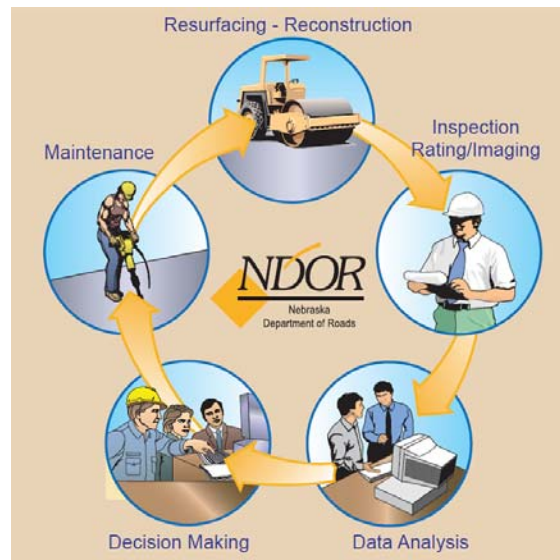 Resurfacing - Reconstruction
Inspection
Rating/Imaging
Maintenance
NDOR
Nebraska
Department of Roads
Decision Making
Data Analysis